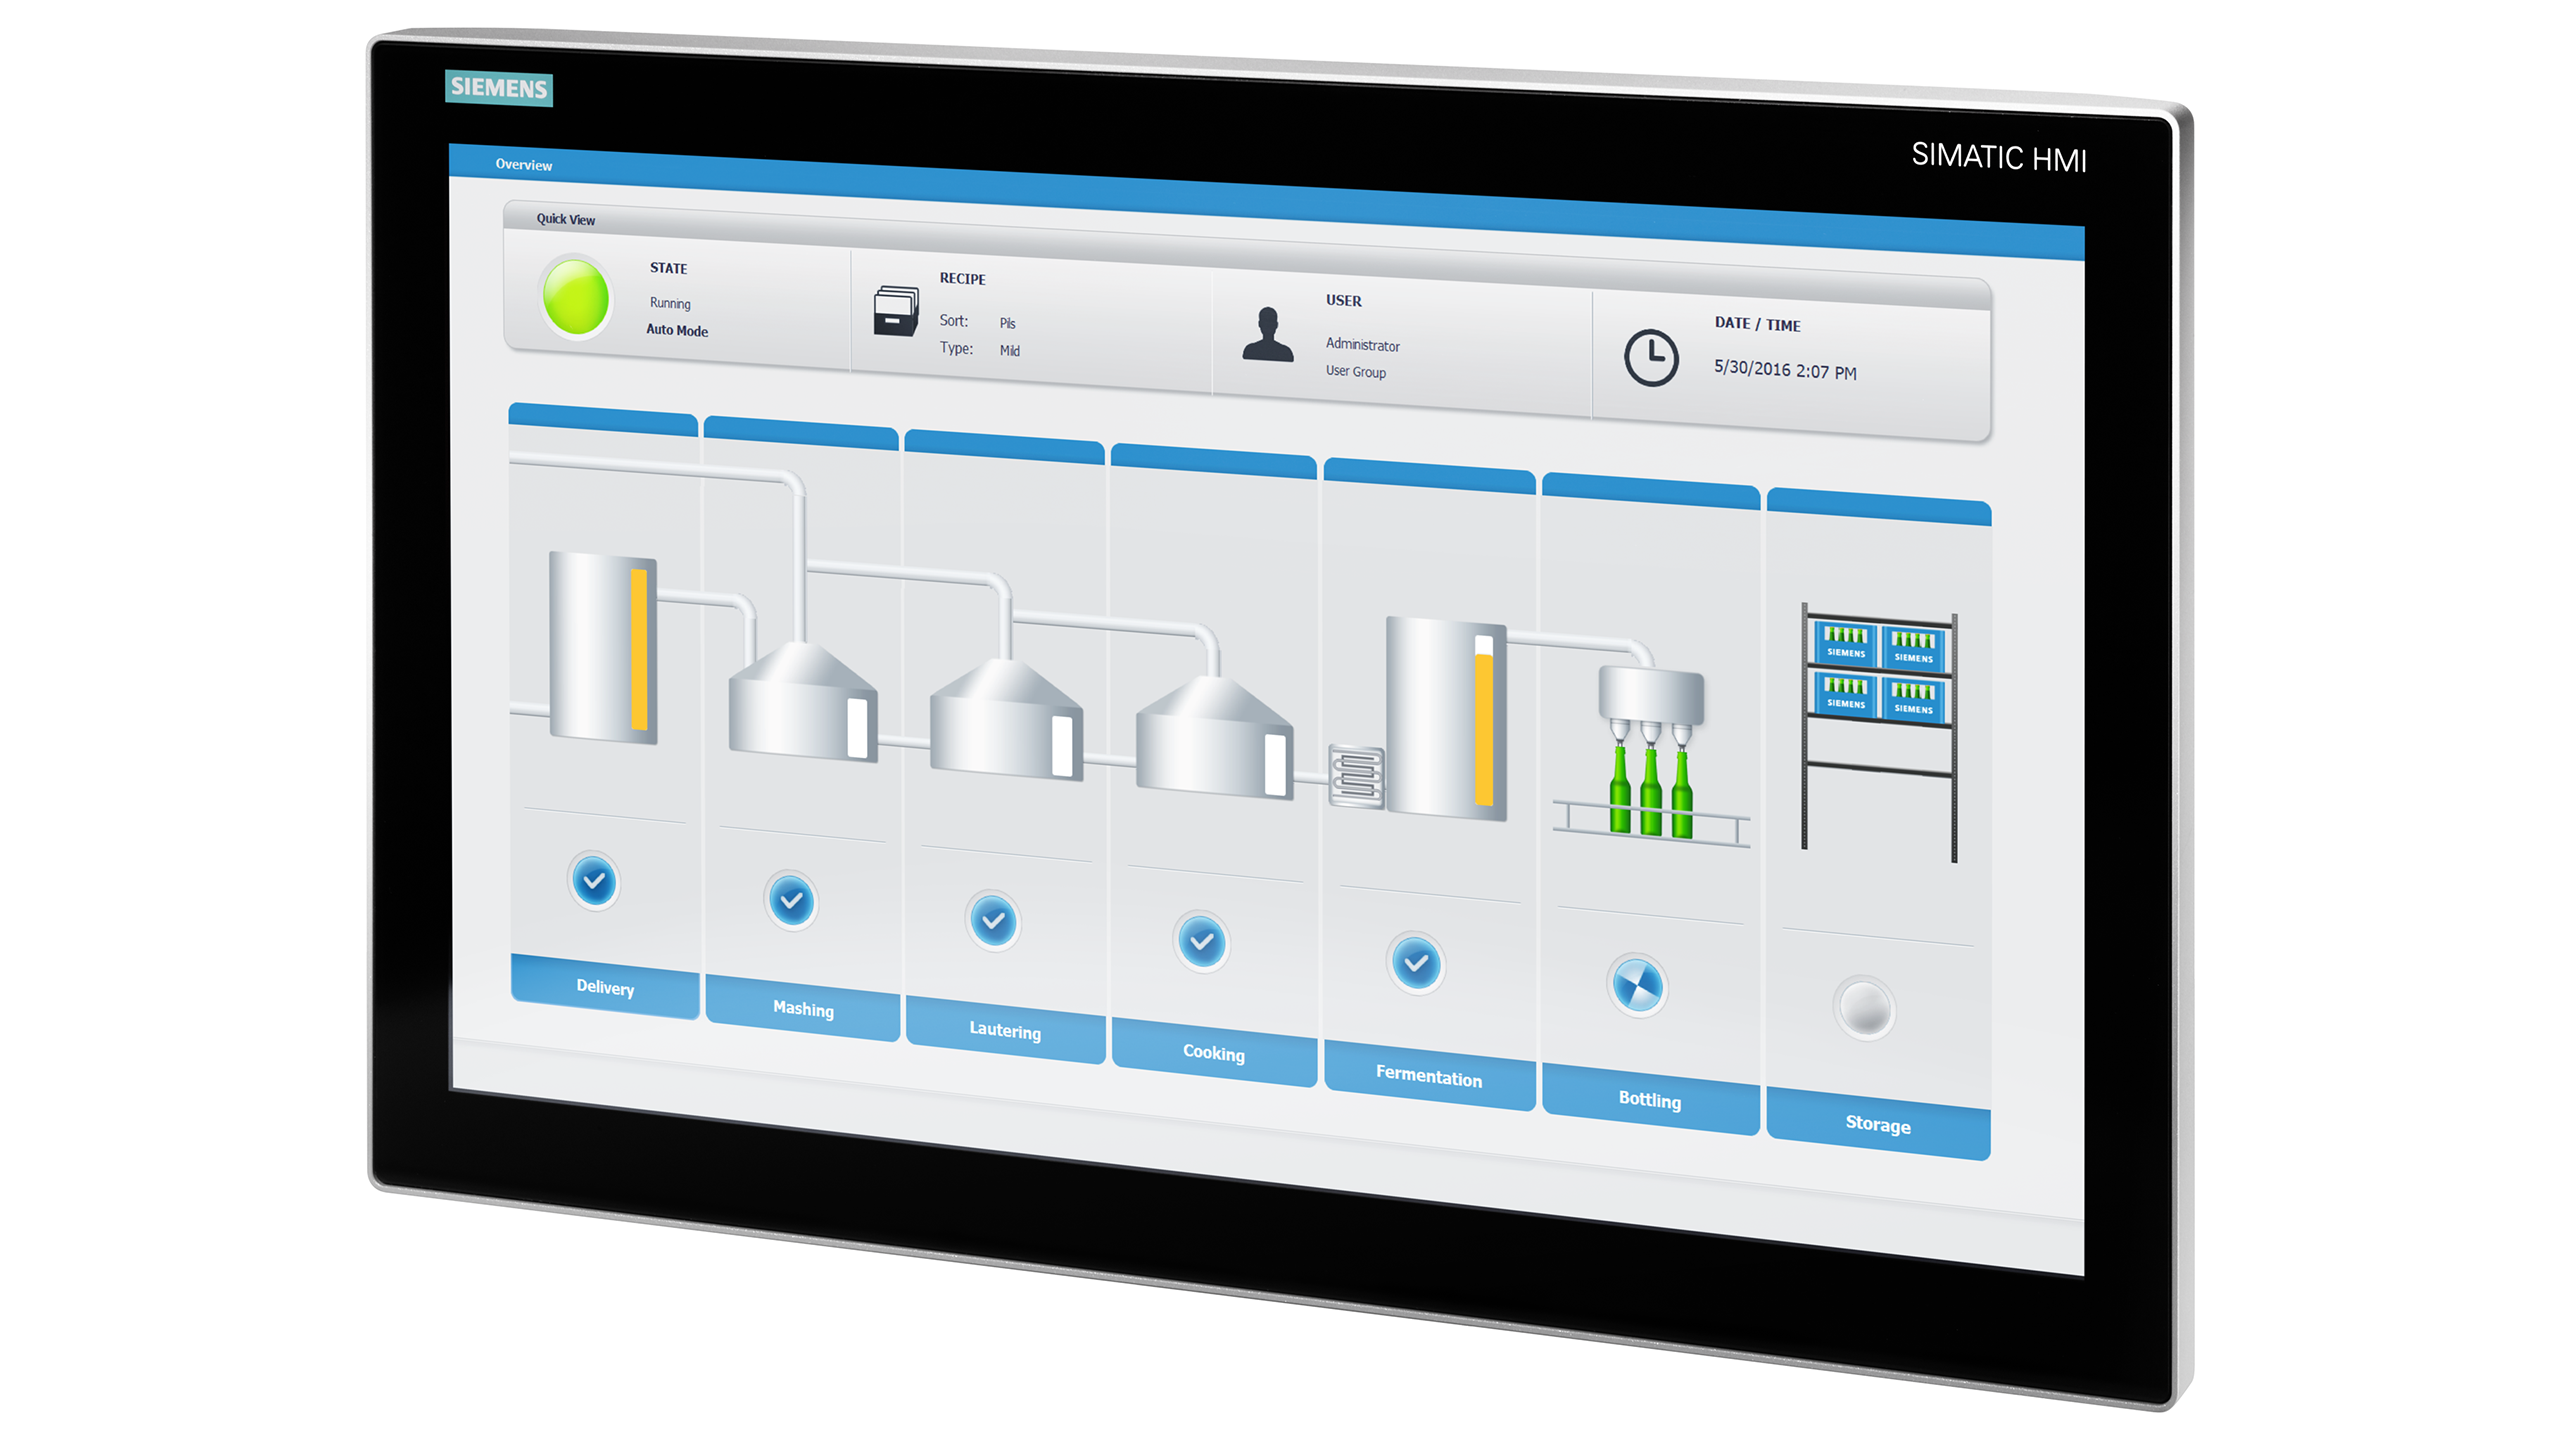 SIEMENS
SIMATIC HMI
Overview
Quick View
STATE
Running
Auto Mode
RECIPE
Sort: Pils
Type: Mild
USER
Administrator
User Group
DATE / TIME
5/30/2016 2:07 PM
SIEMENS SIEMENS
SIEMENS SIEMENS
Delivery
Mashing
Lautering
Cooking
Fermentation
Bottling
Storage